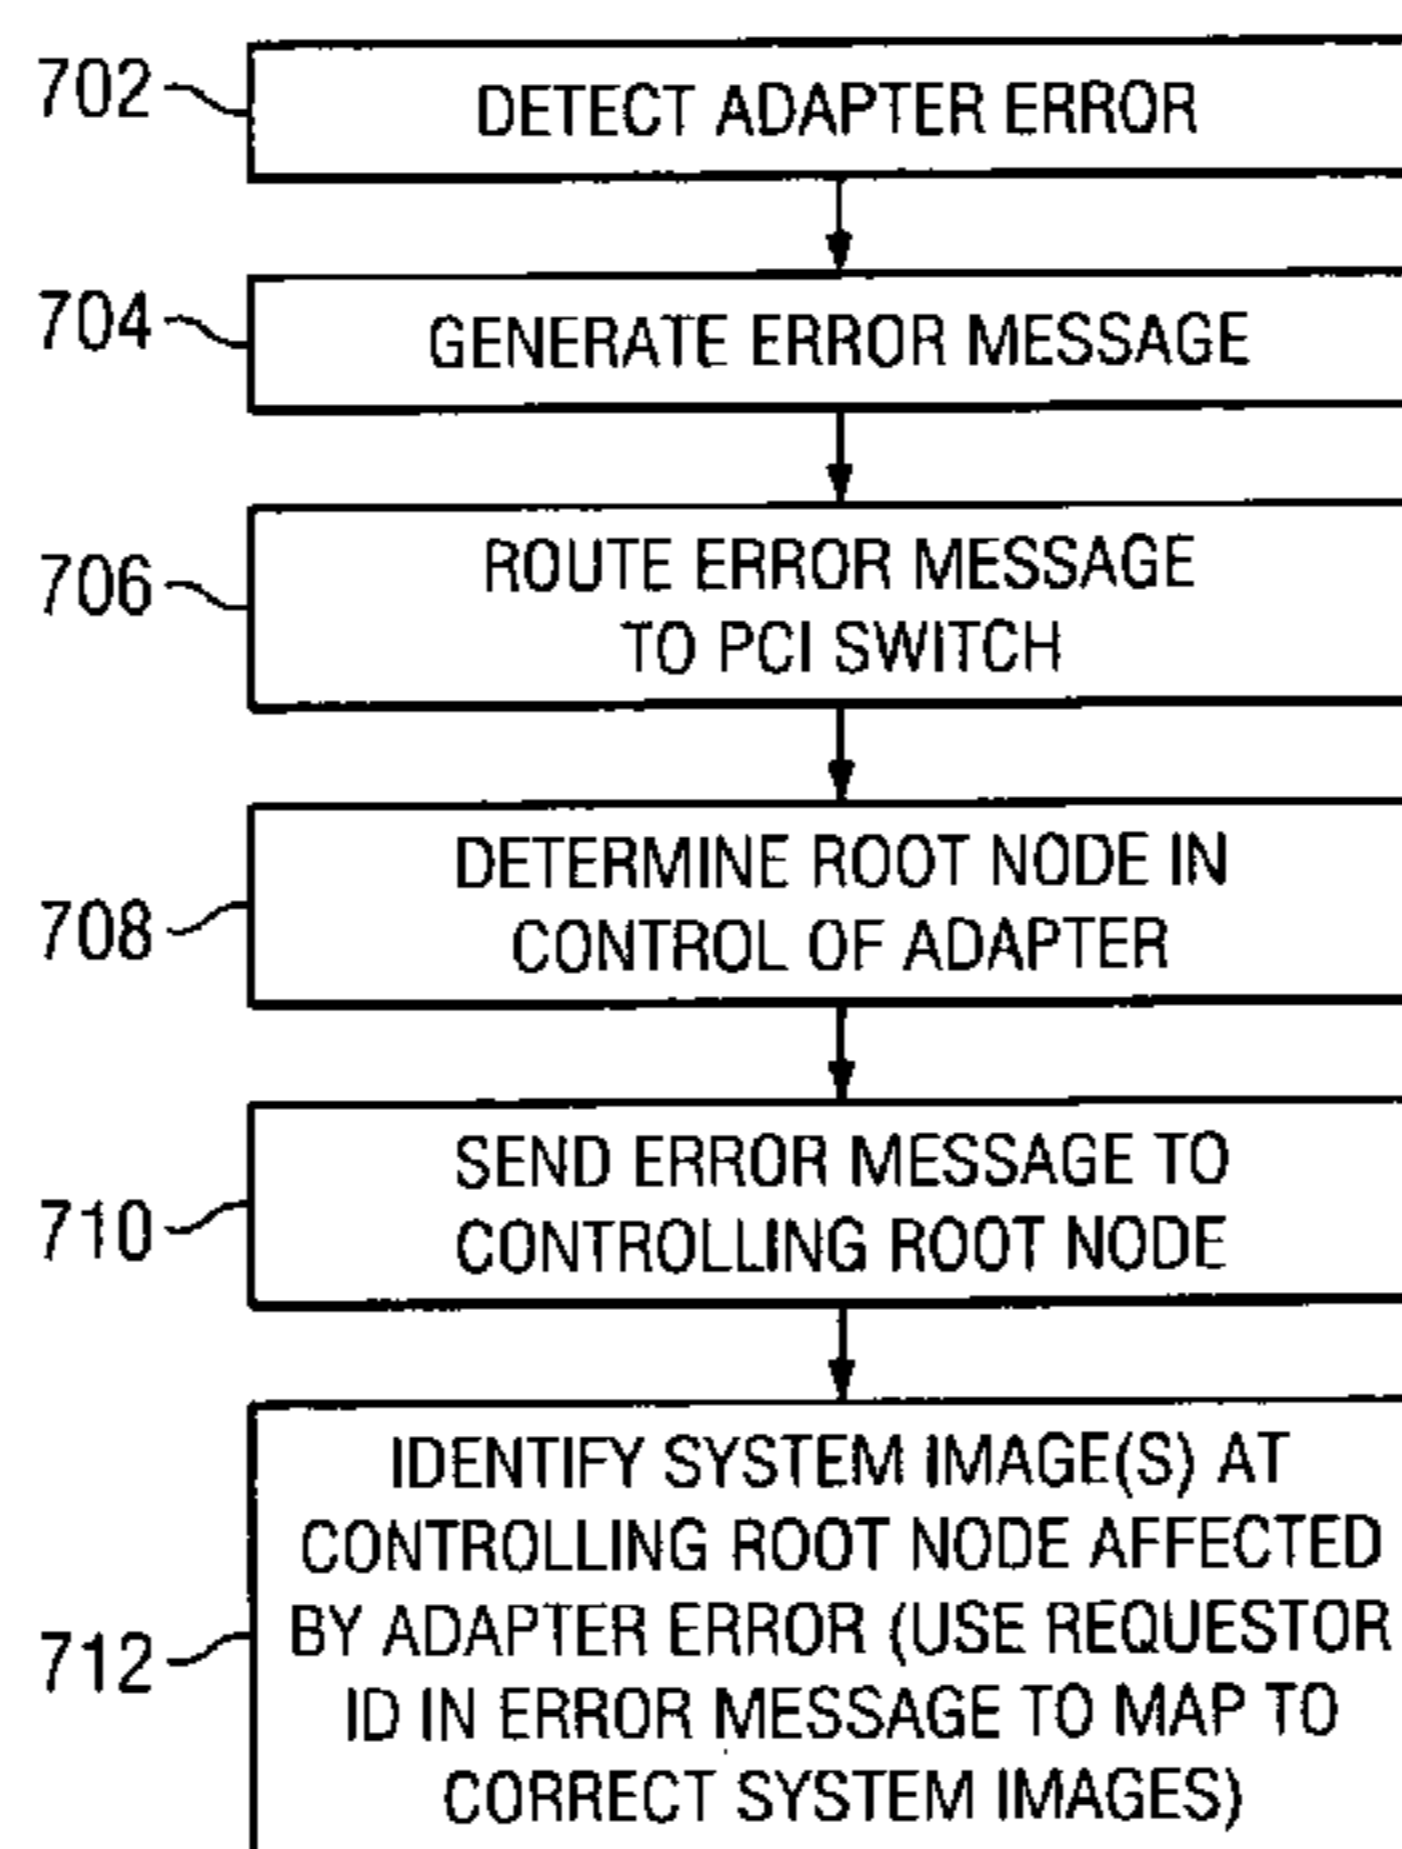 702
DETECT ADAPTER ERROR
704
GENERATE ERROR MESSAGE
706
ROUTE ERROR MESSAGE
TO PCI SWITCH
708
DETERMINE ROOT NODE IN
CONTROL OF ADAPTER
710
SEND ERROR MESSAGE TO
CONTROLLING ROOT NODE
712
IDENTIFY SYSTEM IMAGE(S) AT
CONTROLLING ROOT NODE AFFECTED
BY ADAPTER ERROR (USE REQUESTOR
ID IN ERROR MESSAGE TO MAP TO
CORRECT SYSTEM IMAGES)